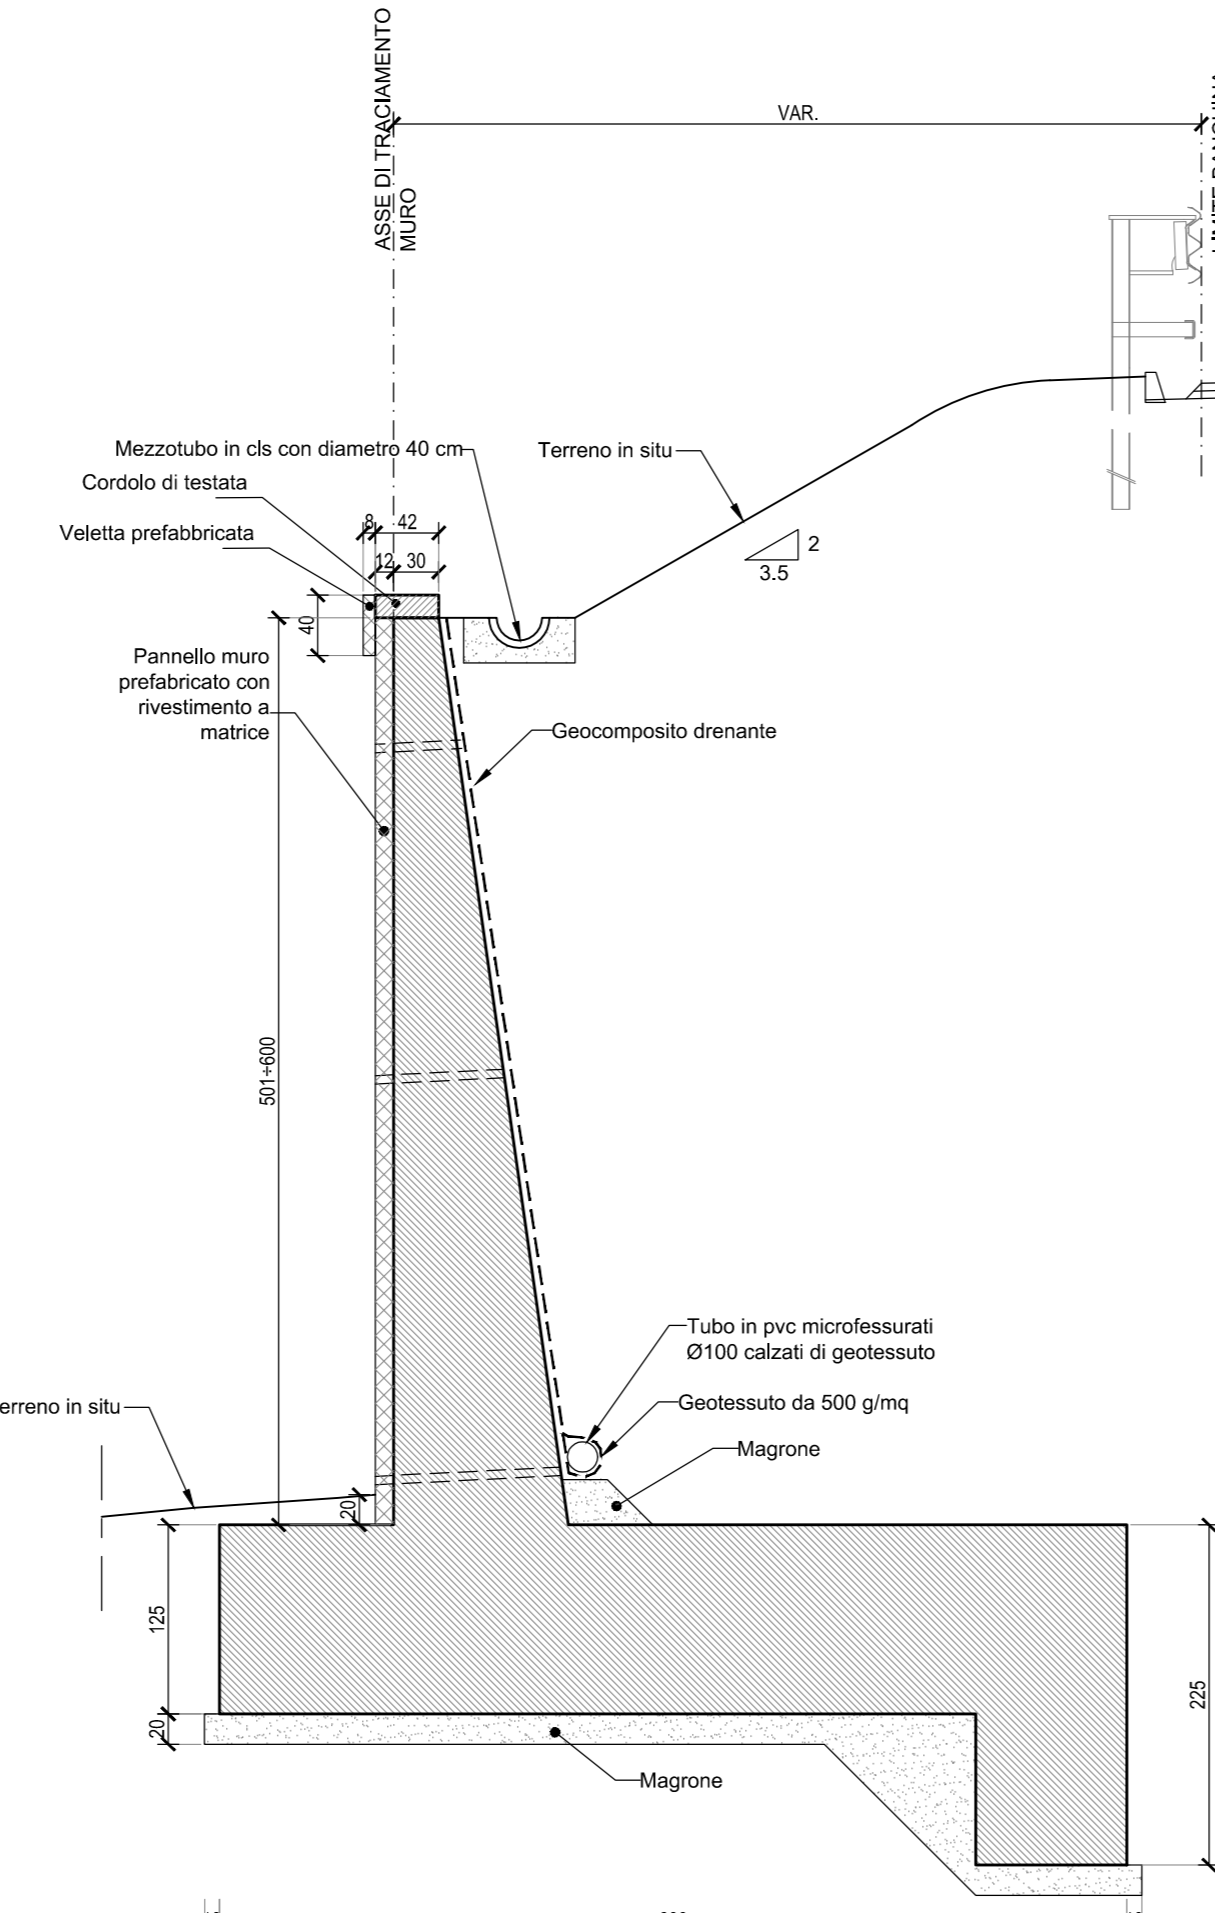 ASSE DI TRACIAMENTO
MURO
VAR.
Mezzotubo in cls con diametro 40 cm
Terreno in situ
Cordolo di testata
Veletta prefabbricata
8
42
12
30
2
3.5
40
Pannello muro
prefabricato con
rivestimento a
matrice
Geocomposito drenante
501÷600
Tubo in pvc microfessurati
Ø100 calzati di geotessuto
Geotessuto da 500 g/mq
Magrone
in situ
20
125
225
20
Magrone